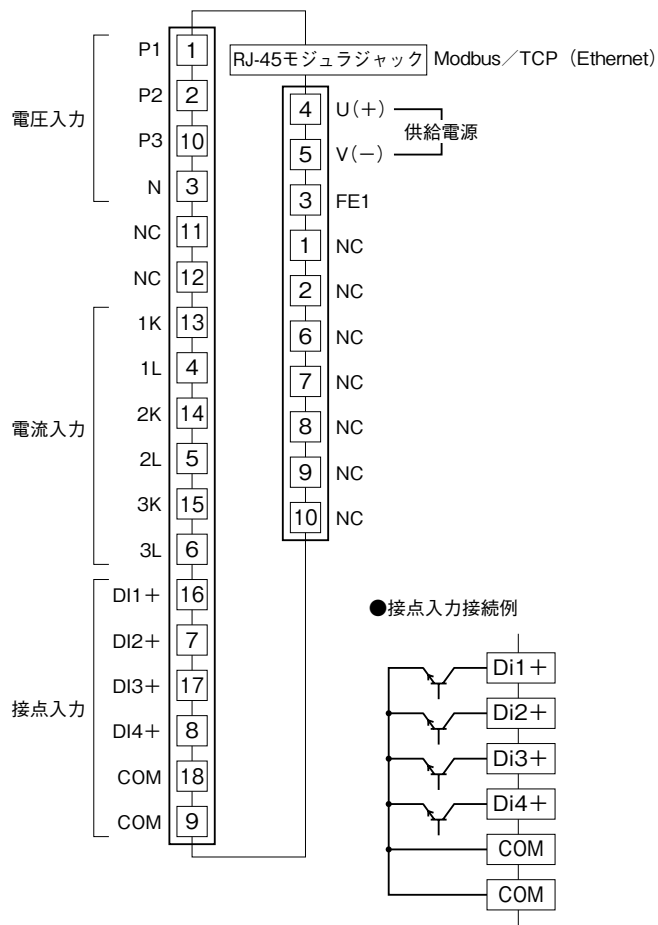 P1 1
P2 2
P3 10
N 3
電圧入力
NC 11
NC 12
1K 13
1L 4
2K 14
2L 5
3K 15
3L 6
電流入力
DI1+ 16
DI2+ 7
DI3+ 17
DI4+ 8
COM 18
COM 9
接点入力
RJ-45モジュラジャック Modbus／TCP（Ethernet）
4 U(+)
5 V(−)
供給電源
3 FE1
1 NC
2 NC
6 NC
7 NC
8 NC
9 NC
10 NC
●接点入力接続例
Di1+
Di2+
Di3+
Di4+
COM
COM